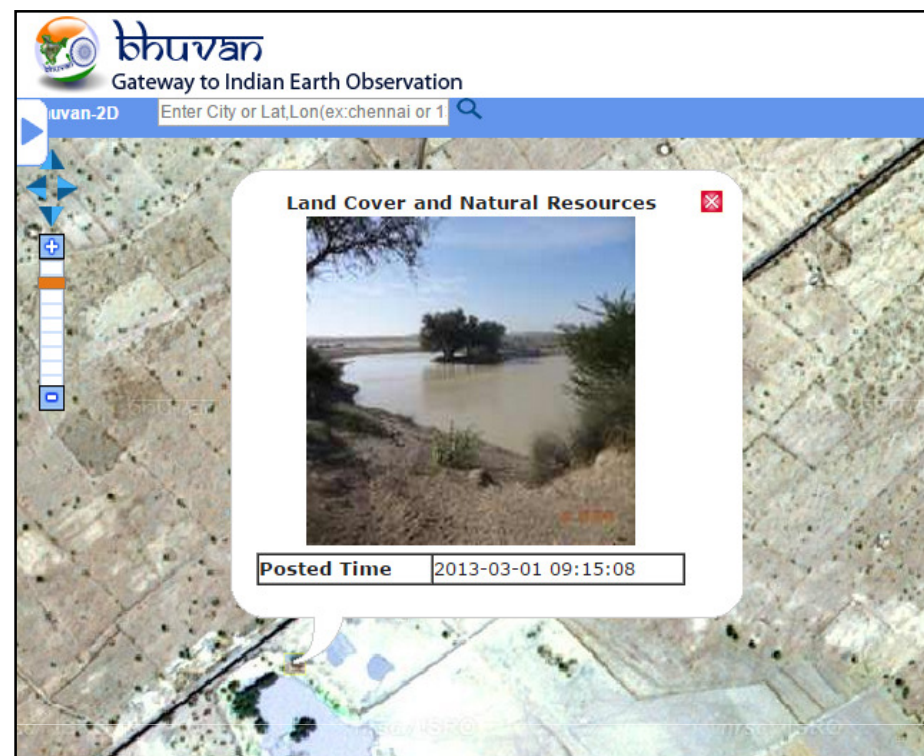 bhuvan
Gateway to Indian Earth Observation
uvan-2D
Enter City or Lat,Lon(ex:chennai or 1
Land Cover and Natural Resources
Posted Time 2013-03-01 09:15:08